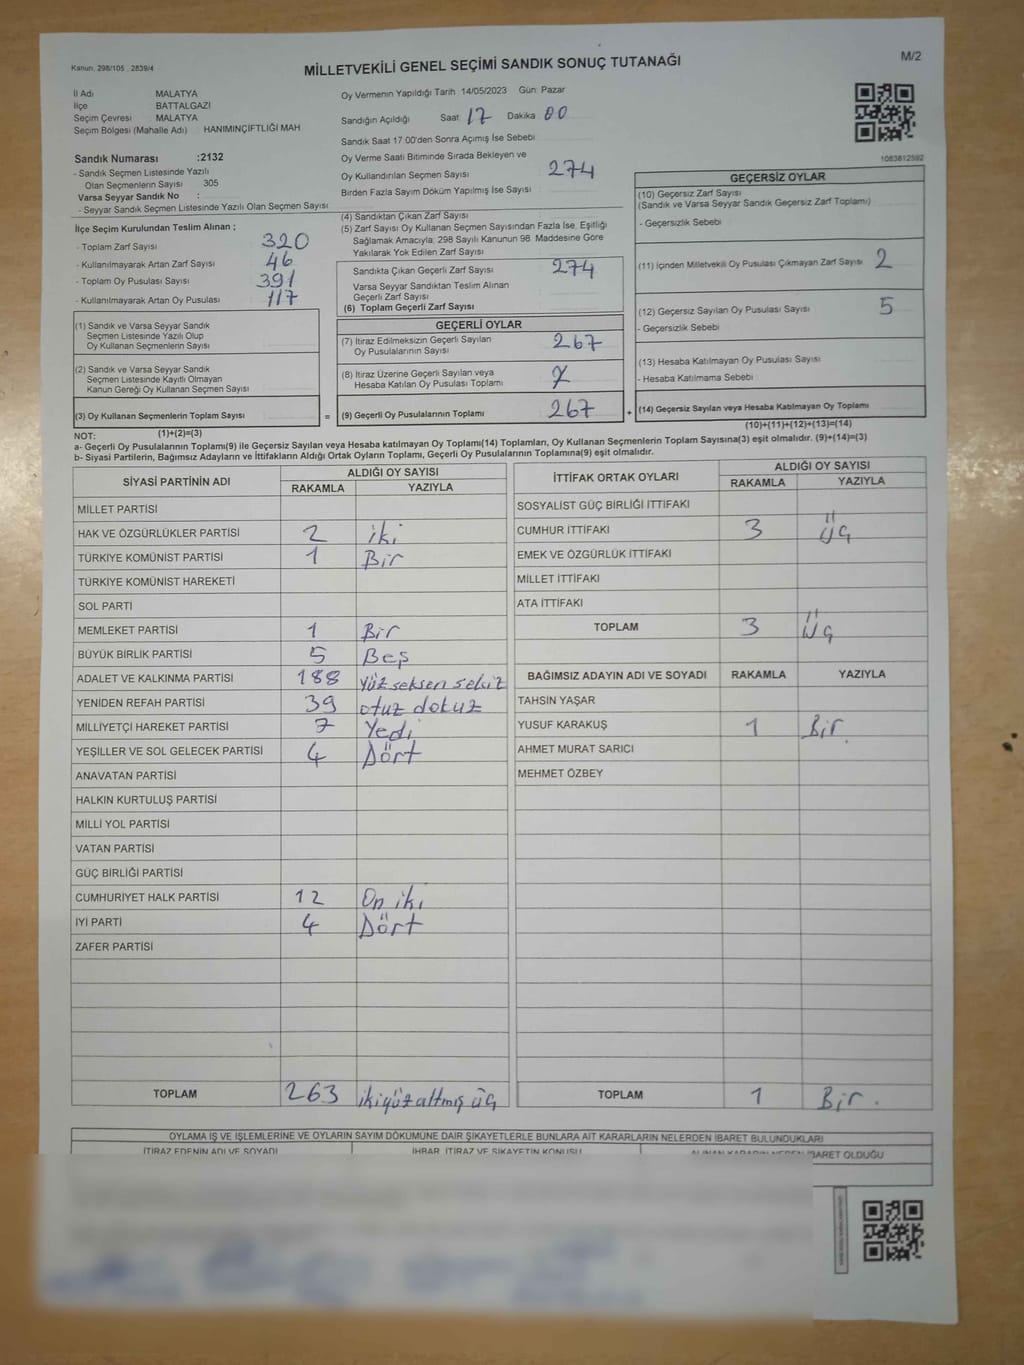 Kanun, 298/105 , 2839/4
MİLLETVEKİLİ GENEL SEÇİMİ SANDIK SONUÇ TUTANAĞI
M/2
İl Adı MALATYA
İlçe BATTALGAZİ
Seçim Çevresi MALATYA
Seçim Bölgesi (Mahalle Adı) : HANIMINÇİFTLİĞİ MAH
Sandık Numarası :2132
- Sandık Seçmen Listesinde Yazılı
Olan Seçmenlerin Sayısı 305
Varsa Seyyar Sandık No :
- Seyyar Sandık Seçmen Listesinde Yazılı Olan Seçmen Sayısı
Oy Vermenin Yapıldığı Tarih :14/05/2023 Gün: Pazar
Sandığın Açıldığı Saat: 17 Dakika 00
Sandık Saat 17 00'den Sonra Açımış İse Sebebi
Oy Verme Saati Bitiminde Sırada Bekleyen ve
Oy Kullandırılan Seçmen Sayısı 274
Birden Fazla Sayım Döküm Yapılmış İse Sayısı
1083812592
İlçe Seçim Kurulundan Teslim Alınan ;
- Toplam Zarf Sayısı 320
- Kullanılmayarak Artan Zarf Sayısı 46
- Toplam Oy Pusulası Sayısı 391
- Kullanılmayarak Artan Oy Pusulası 117
(1) Sandık ve Varsa Seyyar Sandık
Seçmen Listesinde Yazılı Olup
Oy Kullanan Seçmenlerin Sayısı
(2) Sandık ve Varsa Seyyar Sandık
Seçmen Listesinde Kayıtlı Olmayan
Kanun Gereği Oy Kullanan Seçmen Sayısı
(3) Oy Kullanan Seçmenlerin Toplam Sayısı =
(1)+(2)=(3)
(4) Sandıktan Çıkan Zarf Sayısı
(5) Zarf Sayısı Oy Kullanan Seçmen Sayısından Fazla İse, Eşitliği
Sağlamak Amacıyla, 298 Sayılı Kanunun 98. Maddesine Göre
Yakılarak Yok Edilen Zarf Sayısı
Sandıkta Çıkan Geçerli Zarf Sayısı 274
Varsa Seyyar Sandıktan Teslim Alınan
Geçerli Zarf Sayısı
(6) Toplam Geçerli Zarf Sayısı
GEÇERLİ OYLAR
(7) İtiraz Edilmeksizin Geçerli Sayılan
Oy Pusulalarının Sayısı 267
(8) İtiraz Üzerine Geçerli Sayılan veya
Hesaba Katılan Oy Pusulası Toplamı
(9) Geçerli Oy Pusulalarının Toplamı 267 +
GEÇERSİZ OYLAR
(10) Geçersiz Zarf Sayısı
(Sandık ve Varsa Seyyar Sandık Geçersiz Zarf Toplamı)
- Geçersizlik Sebebi
(11) İçinden Milletvekili Oy Pusulası Çıkmayan Zarf Sayısı 2
(12) Geçersiz Sayılan Oy Pusulası Sayısı 5
- Geçersizlik Sebebi
(13) Hesaba Katılmayan Oy Pusulası Sayısı
- Hesaba Katılmama Sebebi
(14) Geçersiz Sayılan veya Hesaba Katılmayan Oy Toplamı
(10)+(11)+(12)+(13)=(14)
NOT:
a- Geçerli Oy Pusulalarının Toplamı(9) ile Geçersiz Sayılan veya Hesaba katılmayan Oy Toplamı(14) Toplamları, Oy Kullanan Seçmenlerin Toplam Sayısına(3) eşit olmalıdır. (9)+(14)=(3)
b- Siyasi Partilerin, Bağımsız Adayların ve İttifakların Aldığı Ortak Oyların Toplamı, Geçerli Oy Pusulalarının Toplamına(9) eşit olmalıdır.
SİYASİ PARTİNİN ADI ALDIĞI OY SAYISI
RAKAMLA YAZIYLA
MİLLET PARTİSİ
HAK VE ÖZGÜRLÜKLER PARTİSİ 2 iki
TÜRKİYE KOMÜNİST PARTİSİ 1 Bir
TÜRKİYE KOMÜNİST HAREKETİ
SOL PARTİ
MEMLEKET PARTİSİ 1 Bir
BÜYÜK BİRLİK PARTİSİ 5 Beş
ADALET VE KALKINMA PARTİSİ 188 Yüz seksen sekiz
YENİDEN REFAH PARTİSİ 39 otuz dokuz
MİLLİYETÇİ HAREKET PARTİSİ 7 Yedi
YEŞİLLER VE SOL GELECEK PARTİSİ 4 Dört
ANAVATAN PARTİSİ
HALKIN KURTULUŞ PARTİSİ
MİLLİ YOL PARTİSİ
VATAN PARTİSİ
GÜÇ BİRLİĞİ PARTİSİ
CUMHURİYET HALK PARTİSİ 12 On iki
İYİ PARTİ 4 Dört
ZAFER PARTİSİ
TOPLAM 263 ikiyüz altmış üç
İTTİFAK ORTAK OYLARI ALDIĞI OY SAYISI
RAKAMLA YAZIYLA
SOSYALİST GÜÇ BİRLİĞİ İTTİFAKI
CUMHUR İTTİFAKI 3 Üç
EMEK VE ÖZGÜRLÜK İTTİFAKI
MİLLET İTTİFAKI
ATA İTTİFAKI
TOPLAM 3 Üç
BAĞIMSIZ ADAYIN ADI VE SOYADI RAKAMLA YAZIYLA
TAHSİN YAŞAR
YUSUF KARAKUŞ 1 Bir.
AHMET MURAT SARICI
MEHMET ÖZBEY
TOPLAM 1 Bir.
OYLAMA İŞ VE İŞLEMLERİNE VE OYLARIN SAYIM DÖKÜMÜNE DAİR ŞİKAYETLERLE BUNLARA AİT KARARLARIN NELERDEN İBARET BULUNDUKLARI
İTİRAZ EDENİN ADI VE SOYADI İHBAR, İTİRAZ VE ŞİKAYETİN KONUSU ALINAN KARARIN NEDEN İBARET OLDUĞU